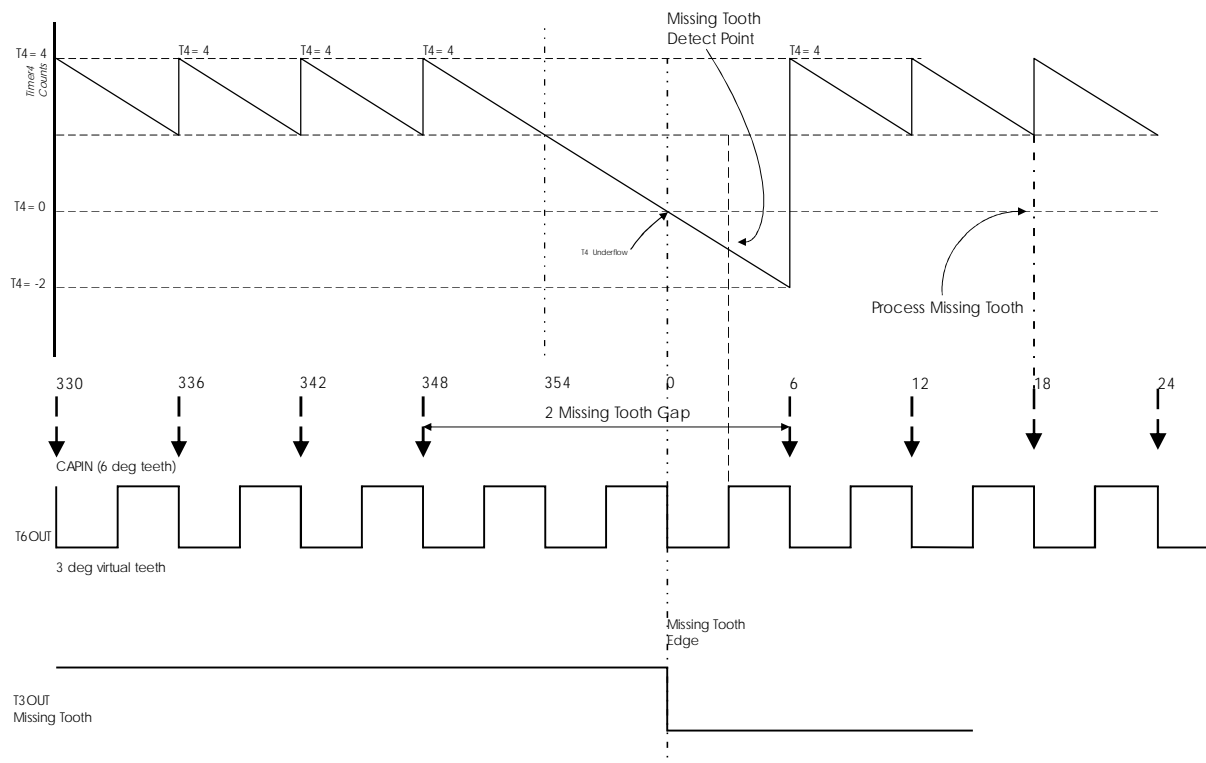 Missing Tooth
Detect Point
T4= 4
T4= 4
T4= 4
T4= 4
T4= 4
Timer4
Counts
T4= 0
T4 Underflow
T4= -2
Process Missing Tooth
330
336
342
348
354
0
6
12
18
24
2 Missing Tooth Gap
CAPIN (6 deg teeth)
T6OUT
3 deg virtual teeth
Missing Tooth
Edge
T3OUT
Missing Tooth